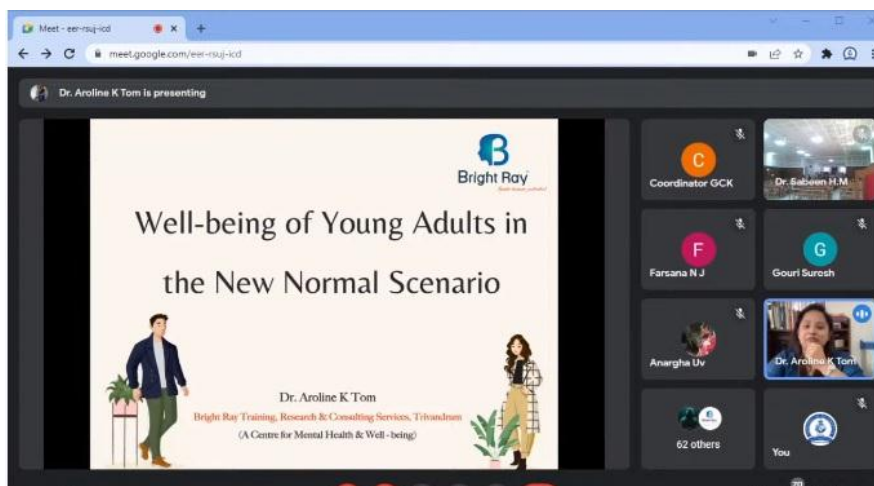 Meet - eer-rsuj-icd
meet.google.com/eer-rsuj-icd
Dr. Aroline K Tom is presenting
B
Bright Ray
Well-being of Young Adults in
the New Normal Scenario
Dr. Aroline K Tom
Bright Ray Training, Research & Consulting Services, Trivandrum
(A Centre for Mental Health & Well-being)
C
Coordinator GCK
Dr. Sabeen H.M
F
Farsana N J
G
Gouri Suresh
Anargha Uv
Dr. Aroline K Tom
62 others
You